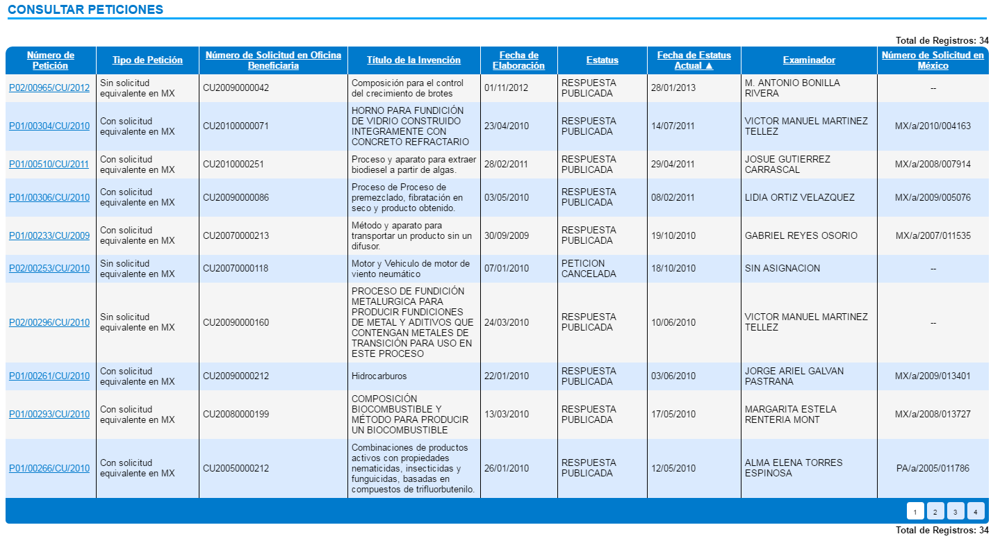 CONSULTAR PETICIONES
Total de Registros: 34
Número de
Petición
Tipo de Petición
Número de Solicitud en Oficina
Beneficiaria
Título de la Invención
Fecha de
Elaboración
Estatus
Fecha de Estatus
Actual ▲
Examinador
Número de Solicitud en
México
P02/00965/CU/2012
Sin solicitud
equivalente en MX
CU20090000042
Composición para el control
del crecimiento de brotes
01/11/2012
RESPUESTA
PUBLICADA
28/01/2013
M. ANTONIO BONILLA
RIVERA
--
P01/00304/CU/2010
Con solicitud
equivalente en MX
CU20100000071
HORNO PARA FUNDICIÓN
DE VIDRIO CONSTRUIDO
INTEGRAMENTE CON
CONCRETO REFRACTARIO
23/04/2010
RESPUESTA
PUBLICADA
14/07/2011
VICTOR MANUEL MARTINEZ
TELLEZ
MX/a/2010/004163
P01/00510/CU/2011
Con solicitud
equivalente en MX
CU2010000251
Proceso y aparato para extraer
biodiesel a partir de algas.
28/02/2011
RESPUESTA
PUBLICADA
29/04/2011
JOSUE GUTIERREZ
CARRASCAL
MX/a/2008/007914
P01/00306/CU/2010
Con solicitud
equivalente en MX
CU20090000086
Proceso de Proceso de
premezclado, fibratación en
seco y producto obtenido.
03/05/2010
RESPUESTA
PUBLICADA
08/02/2011
LIDIA ORTIZ VELAZQUEZ
MX/a/2009/005076
P01/00233/CU/2009
Con solicitud
equivalente en MX
CU20070000213
Método y aparato para
transportar un producto sin un
difusor.
30/09/2009
RESPUESTA
PUBLICADA
19/10/2010
GABRIEL REYES OSORIO
MX/a/2007/011535
P02/00253/CU/2010
Sin solicitud
equivalente en MX
CU20070000118
Motor y Vehiculo de motor de
viento neumático
07/01/2010
PETICION
CANCELADA
18/10/2010
SIN ASIGNACION
--
P02/00296/CU/2010
Sin solicitud
equivalente en MX
CU20090000160
PROCESO DE FUNDICIÓN
METALURGICA PARA
PRODUCIR FUNDICIONES
DE METAL Y ADITIVOS QUE
CONTENGAN METALES DE
TRANSICIÓN PARA USO EN
ESTE PROCESO
24/03/2010
RESPUESTA
PUBLICADA
10/06/2010
VICTOR MANUEL MARTINEZ
TELLEZ
--
P01/00261/CU/2010
Con solicitud
equivalente en MX
CU20090000212
Hidrocarburos
22/01/2010
RESPUESTA
PUBLICADA
03/06/2010
JORGE ARIEL GALVAN
PASTRANA
MX/a/2009/013401
P01/00293/CU/2010
Con solicitud
equivalente en MX
CU20080000199
COMPOSICIÓN
BIOCOMBUSTIBLE Y
MÉTODO PARA PRODUCIR
UN BIOCOMBUSTIBLE
13/03/2010
RESPUESTA
PUBLICADA
17/05/2010
MARGARITA ESTELA
RENTERIA MONT
MX/a/2008/013727
P01/00266/CU/2010
Con solicitud
equivalente en MX
CU20050000212
Combinaciones de productos
activos con propiedades
nematicidas, insecticidas y
funguicidas, basadas en
compuestos de trifluorbutenilo.
26/01/2010
RESPUESTA
PUBLICADA
12/05/2010
ALMA ELENA TORRES
ESPINOSA
PA/a/2005/011786
1 2 3 4
Total de Registros: 34